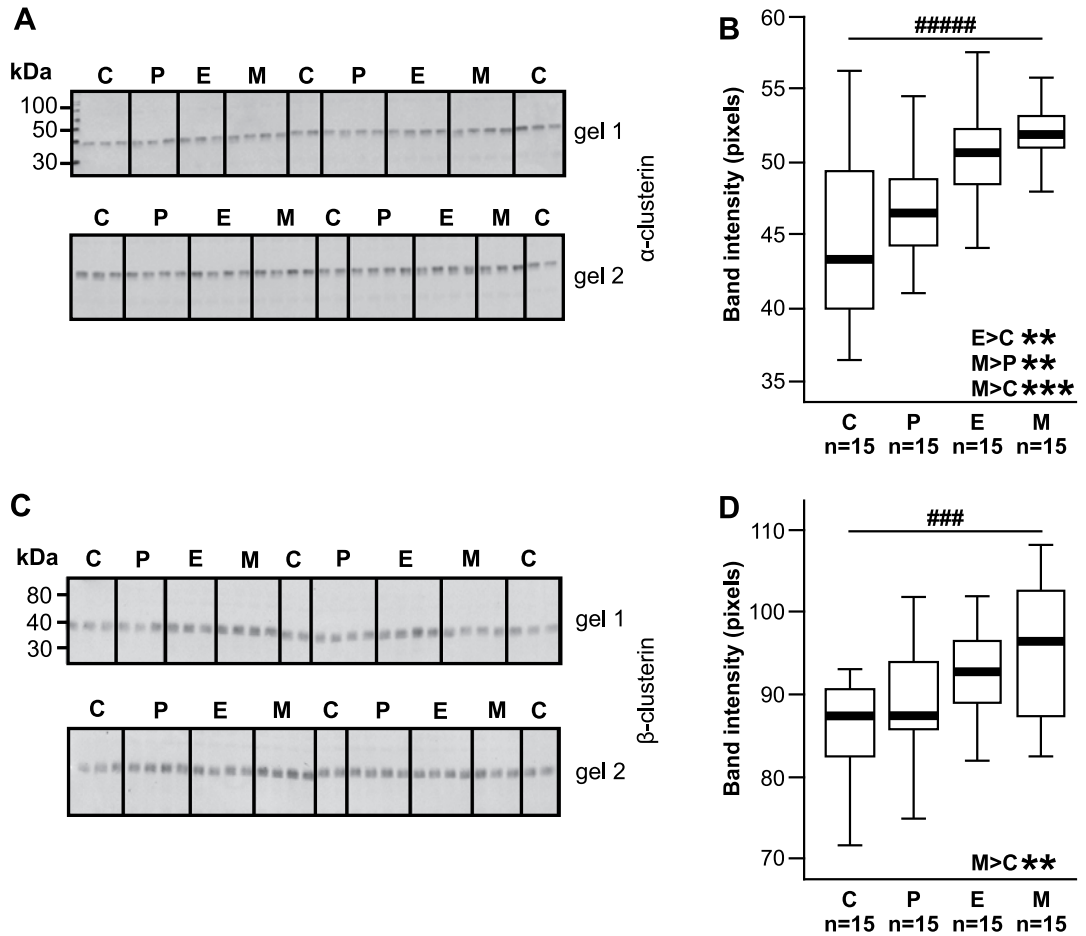 A
kDa C P E M C P E M C
100
50
30
gel 1
C P E M C P E M C
gel 2
α-clusterin
B
Band intensity (pixels)
60
55
50
45
40
35
#####
E>C **
M>P **
M>C ***
C P E M
n=15 n=15 n=15 n=15
C
kDa C P E M C P E M C
80
40
30
gel 1
C P E M C P E M C
gel 2
β-clusterin
D
Band intensity (pixels)
110
100
90
80
70
###
M>C **
C P E M
n=15 n=15 n=15 n=15